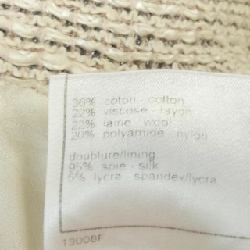 38% coton - cotton
22% viscose - rayon
22% laine - wool
20% polyamide - nylon
doublure/lining
95% soie - silk
5% lycra - spandex/lycra
13006F